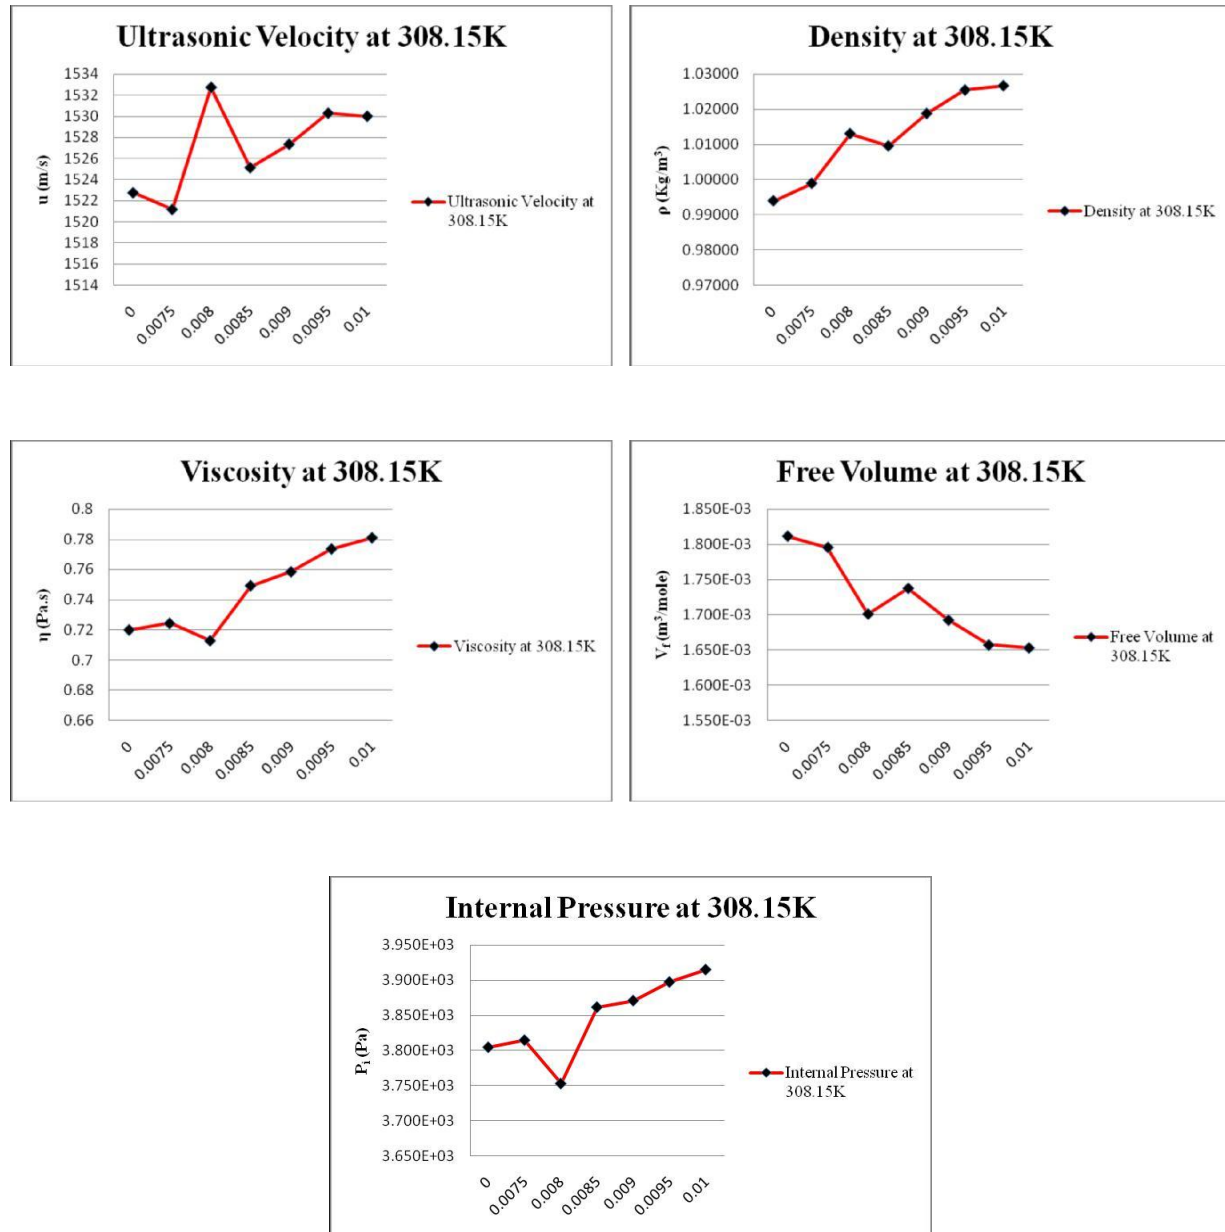 Ultrasonic Velocity at 308.15K
1534
1532
1530
1528
1526
1524
1522
1520
1518
1516
1514
u (m/s)
0
0.0075
0.008
0.0085
0.009
0.0095
0.01
Ultrasonic Velocity at
308.15K
Density at 308.15K
1.03000
1.02000
1.01000
1.00000
0.99000
0.98000
0.97000
ρ (Kg/m³)
0
0.0075
0.008
0.0085
0.009
0.0095
0.01
Density at 308.15K
Viscosity at 308.15K
0.8
0.78
0.76
0.74
0.72
0.7
0.68
0.66
η (Pa.s)
0
0.0075
0.008
0.0085
0.009
0.0095
0.01
Viscosity at 308.15K
Free Volume at 308.15K
1.850E-03
1.800E-03
1.750E-03
1.700E-03
1.650E-03
1.600E-03
1.550E-03
Vf (m³/mole)
0
0.0075
0.008
0.0085
0.009
0.0095
0.01
Free Volume at
308.15K
Internal Pressure at 308.15K
3.950E+03
3.900E+03
3.850E+03
3.800E+03
3.750E+03
3.700E+03
3.650E+03
Pi (Pa)
0
0.0075
0.008
0.0085
0.009
0.0095
0.01
Internal Pressure at
308.15K